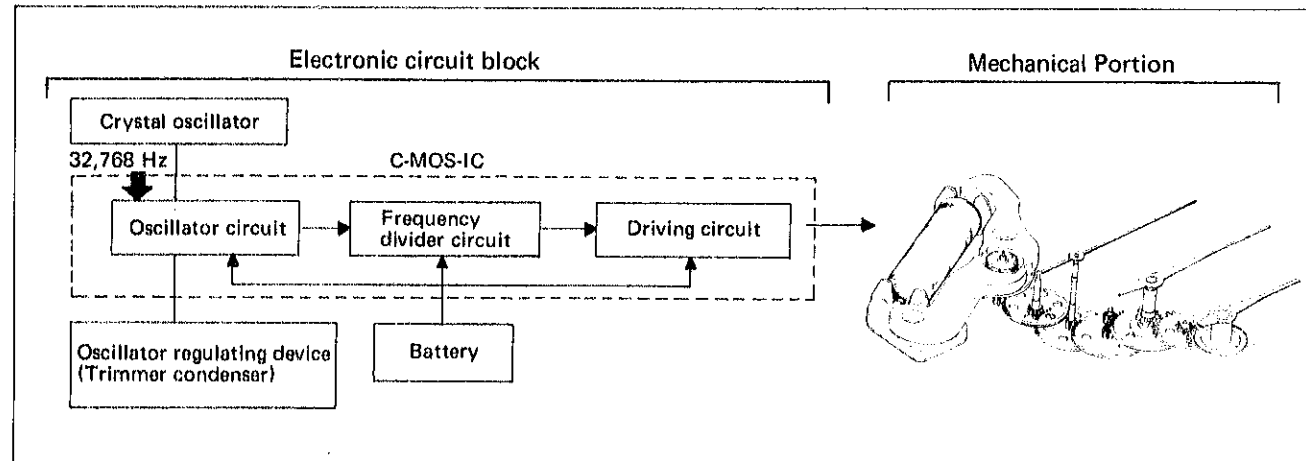 Electronic circuit block
Mechanical Portion
Crystal oscillator
32,768 Hz
C-MOS-IC
Oscillator circuit
Frequency
divider circuit
Driving circuit
Oscillator regulating device
(Trimmer condenser)
Battery